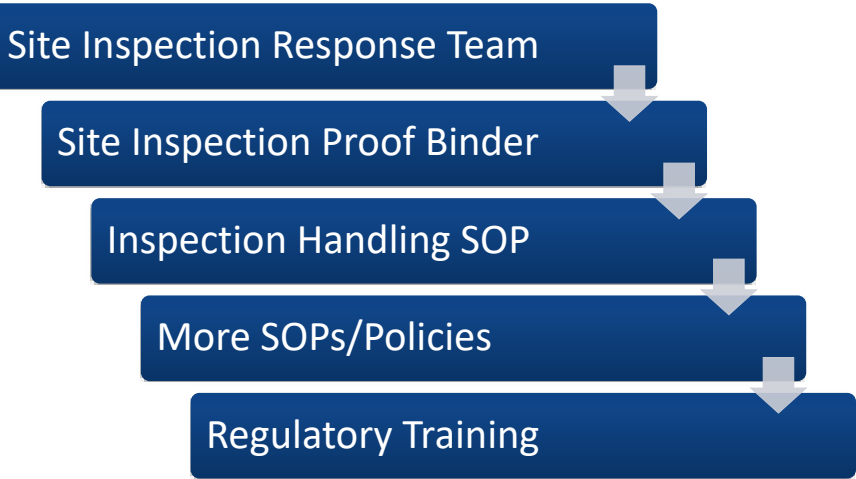 Site Inspection Response Team
Site Inspection Proof Binder
Inspection Handling SOP
More SOPs/Policies
Regulatory Training